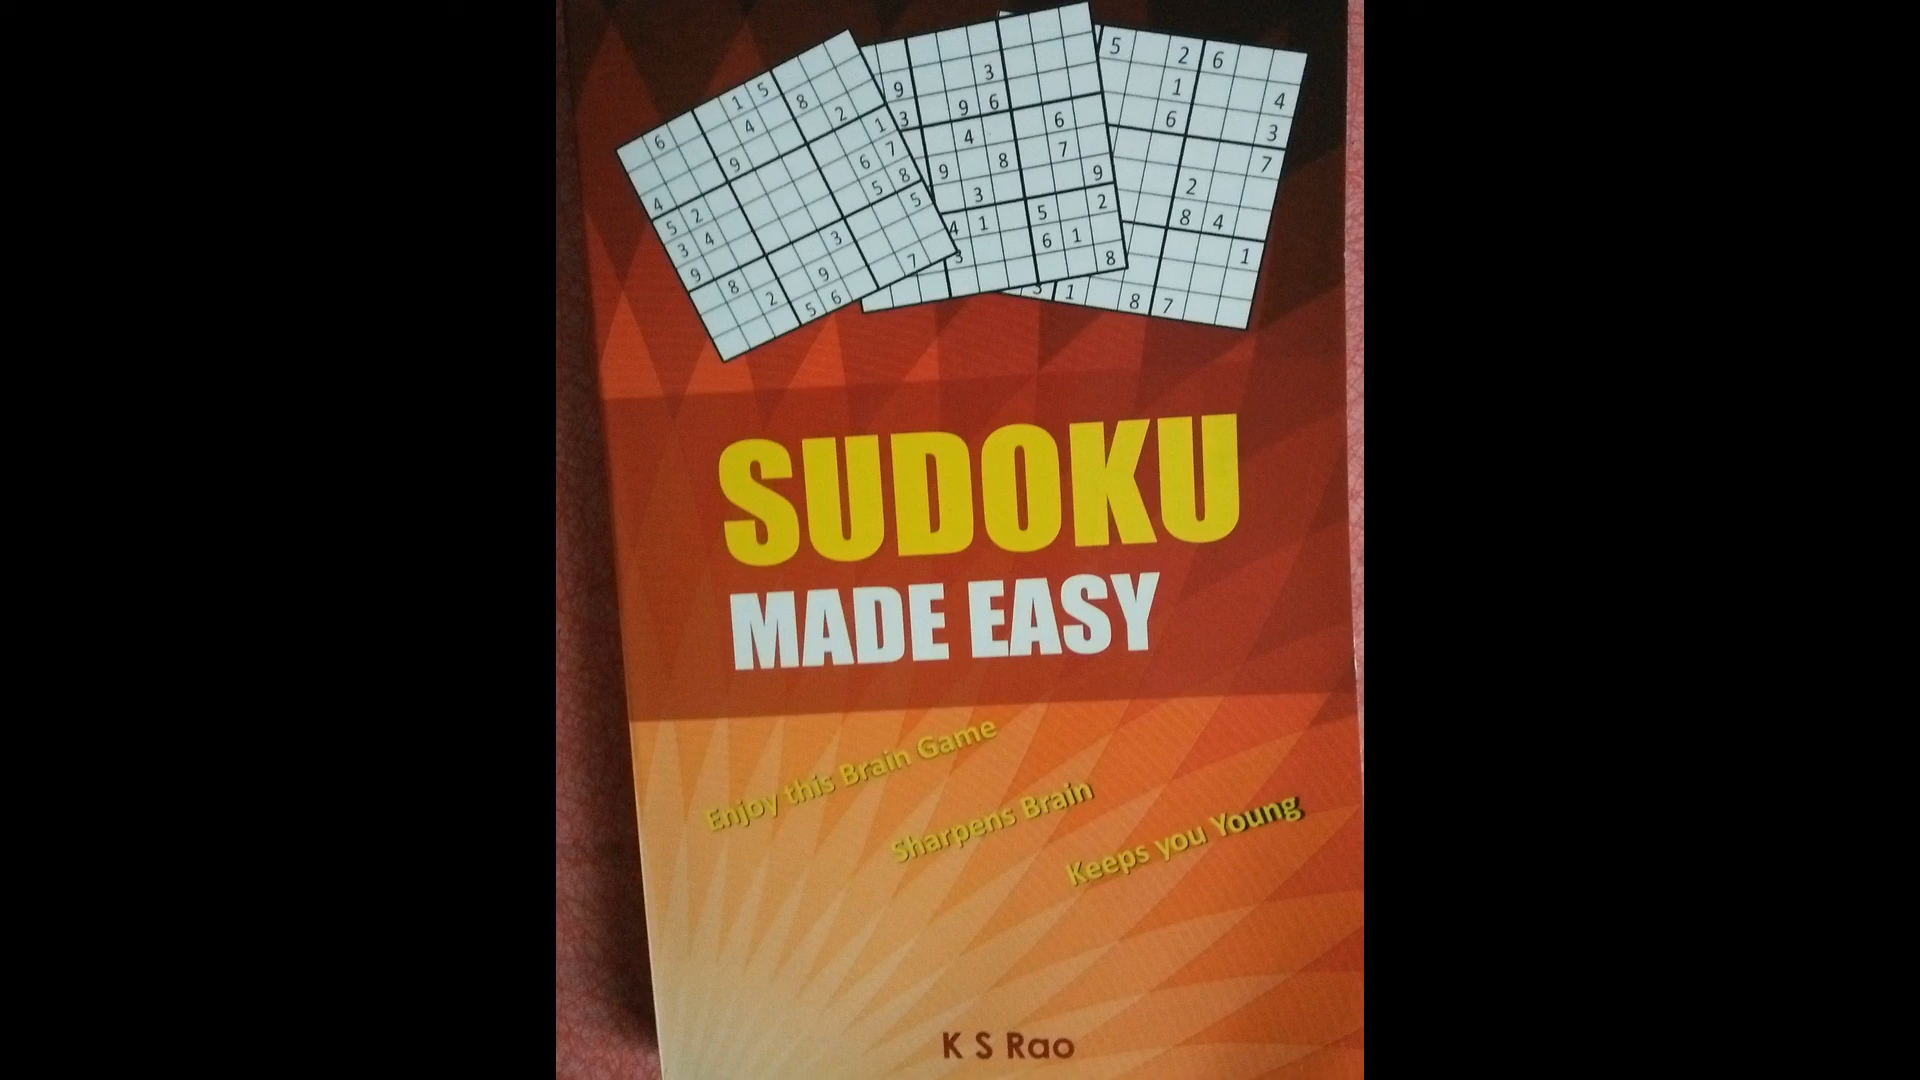 SUDOKU
MADE EASY
Enjoy this Brain Game
Sharpens Brain
Keeps you Young
K S Rao